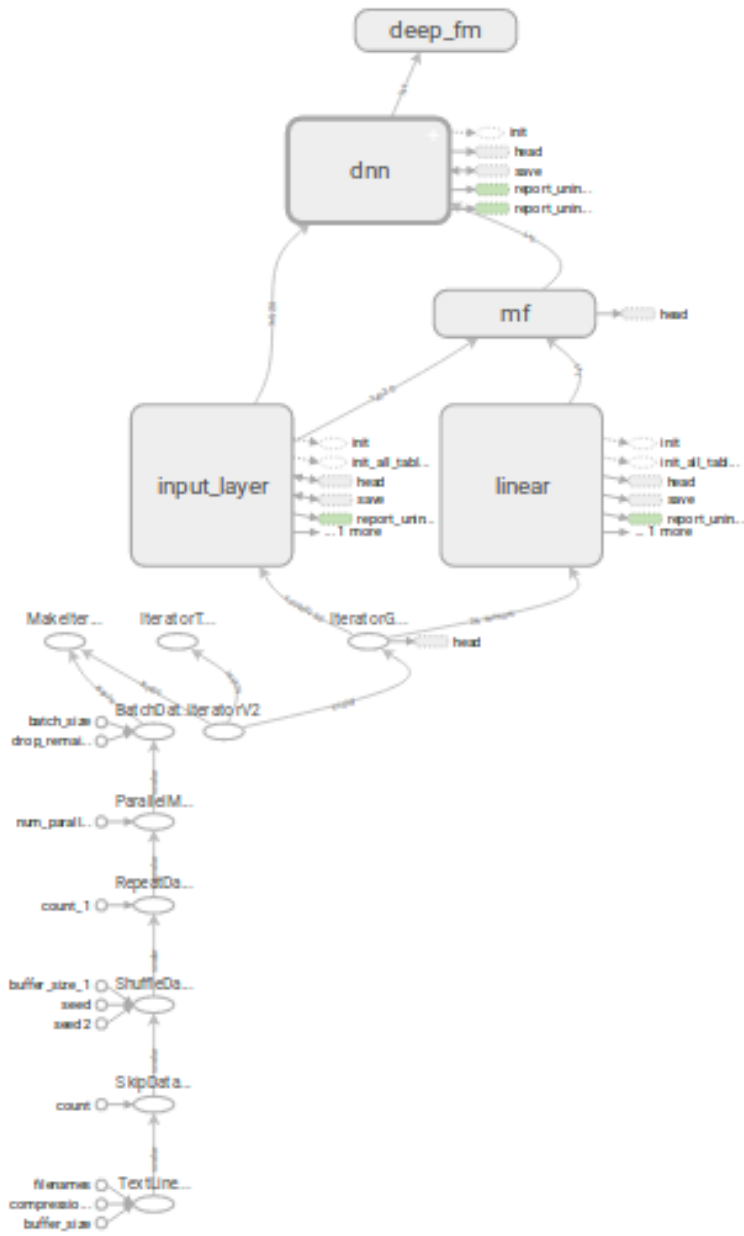 deep_fm
dnn
init
head
save
report_unin...
report_unin...
mf
head
input_layer
init
init_all_tabl...
head
save
report_unin...
... 1 more
linear
init
init_all_tabl...
head
save
report_unin...
... 1 more
MakeIter...
IteratorT...
IteratorG...
head
BatchDat...
IteratorV2
batch_size
drop_remai...
ParallelM...
num_parall...
RepeatDa...
count_1
buffer_size_1
ShuffleDa...
seed
seed2
SkipData...
count
filenames
TextLine...
compressio...
buffer_size